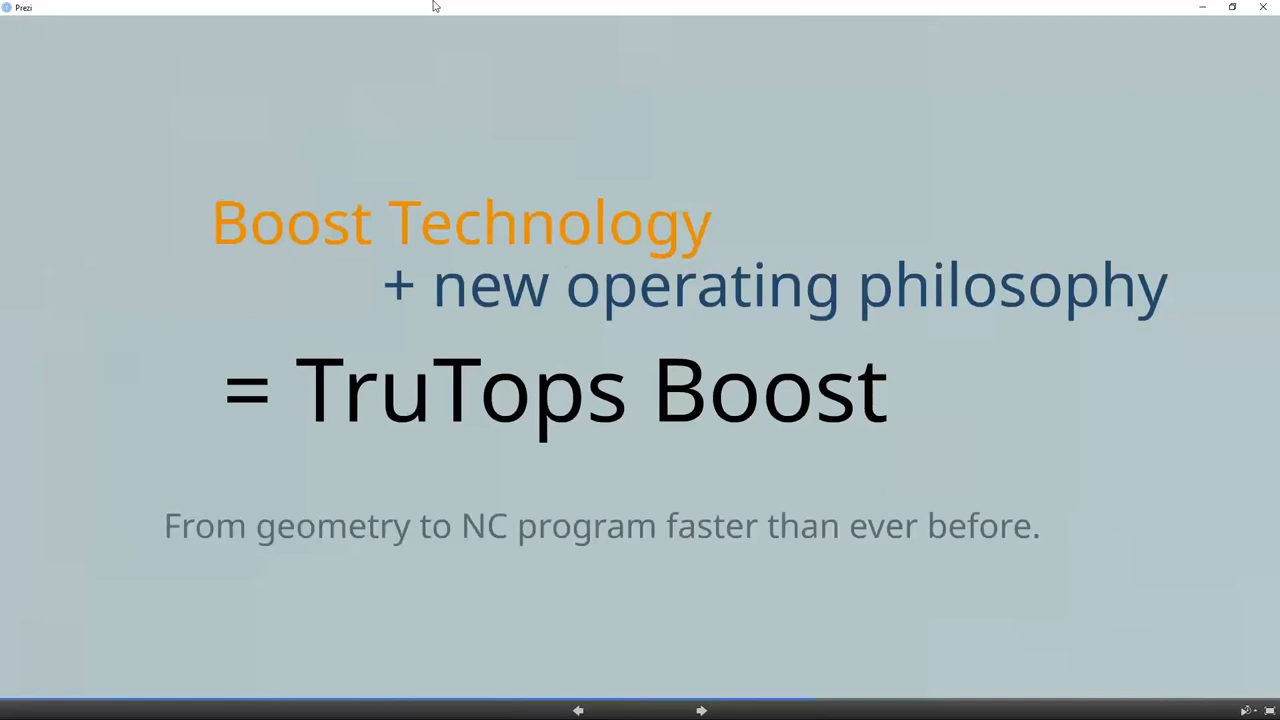 Prezi
Boost Technology
+ new operating philosophy
= TruTops Boost
From geometry to NC program faster than ever before.